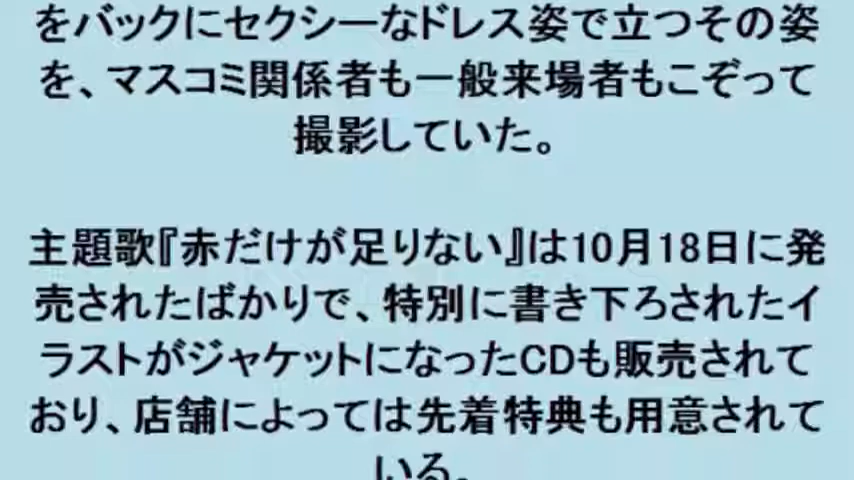 をバックにセクシーなドレス姿で立つその姿
を、マスコミ関係者も一般来場者もこぞって
撮影していた。
主題歌『赤だけが足りない』は10月18日に発
売されたばかりで、特別に書き下ろされたイ
ラストがジャケットになったCDも販売されて
おり、店舗によっては先着特典も用意されて
いる。